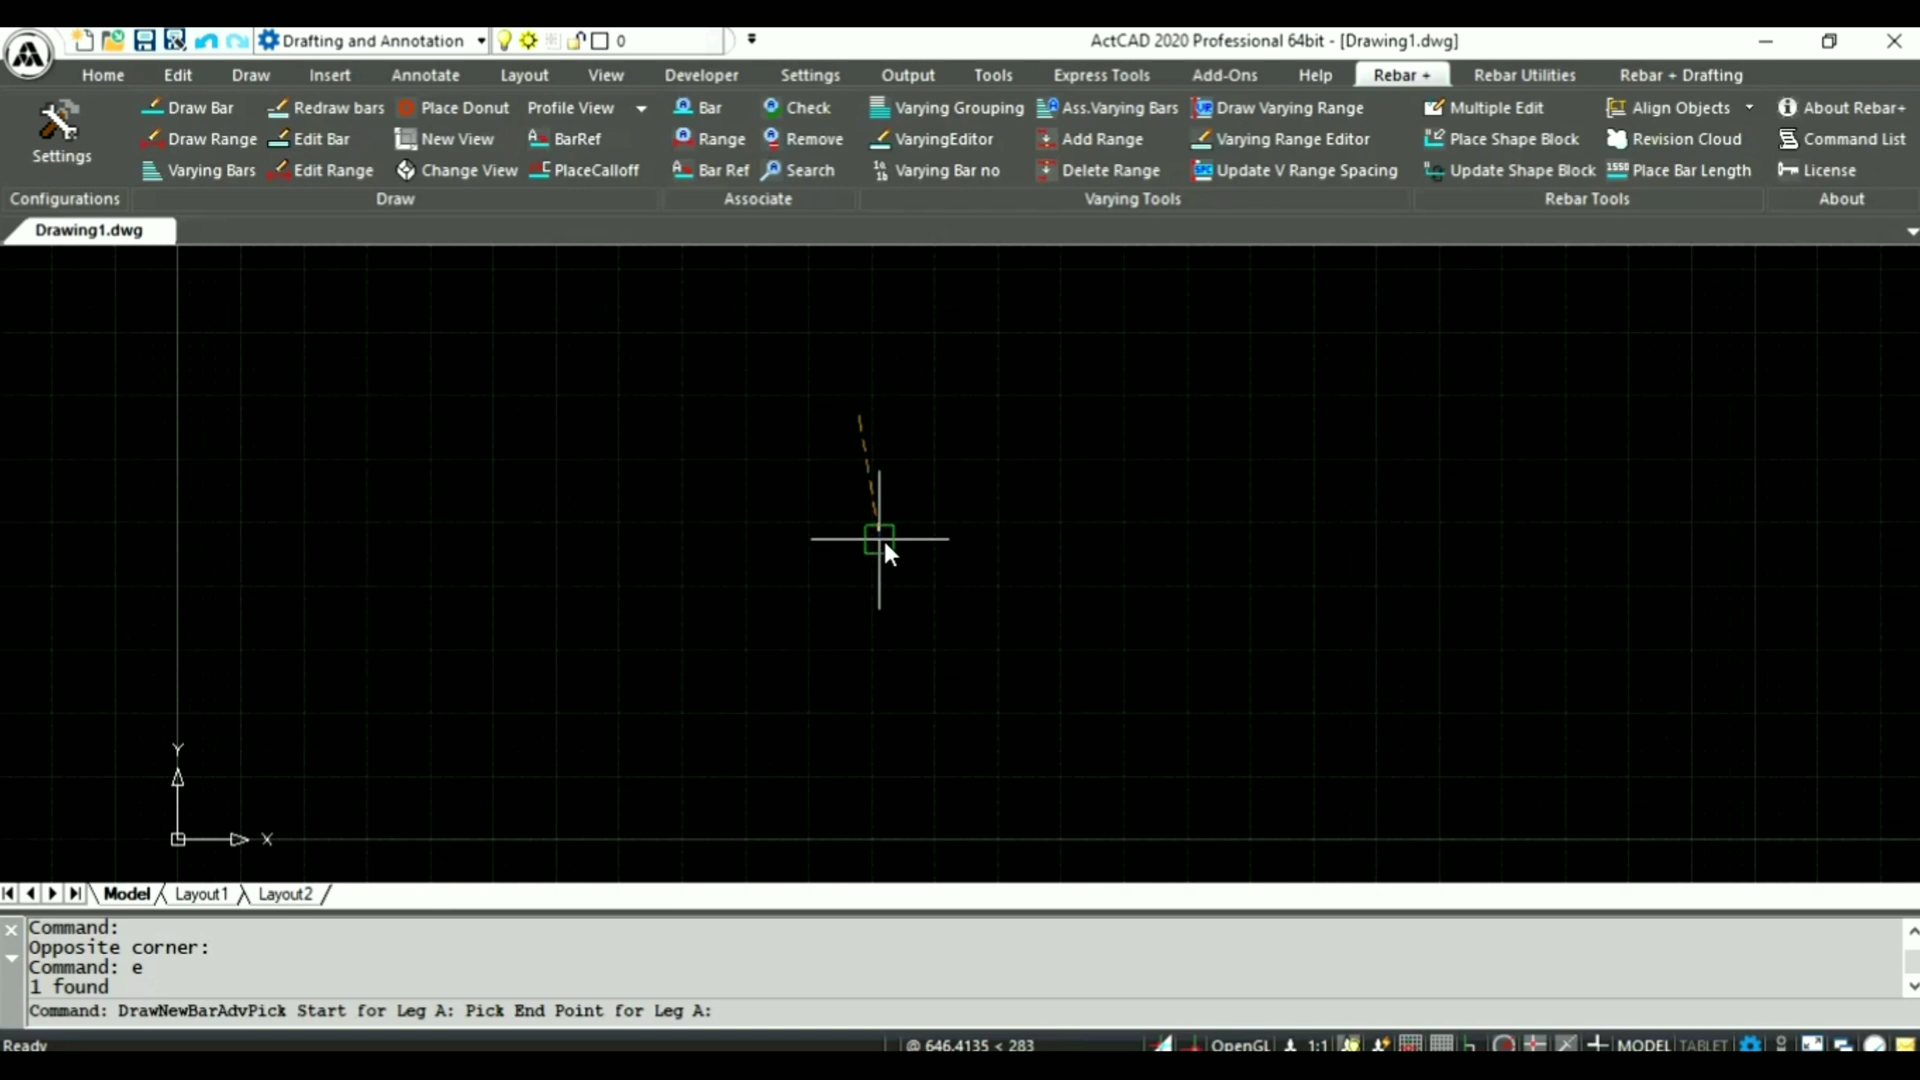 Drafting and Annotation 0 ActCAD 2020 Professional 64bit - [Drawing1.dwg]
Home Edit Draw Insert Annotate Layout View Developer Settings Output Tools Express Tools Add-Ons Help Rebar + Rebar Utilities Rebar + Drafting
Draw Bar Redraw bars Place Donut Profile View Bar Check Varying Grouping Ass.Varying Bars Draw Varying Range Multiple Edit Align Objects About Rebar+
Settings Draw Range Edit Bar New View BarRef Range Remove VaryingEditor Add Range Varying Range Editor Place Shape Block Revision Cloud Command List
Varying Bars Edit Range Change View PlaceCalloff Bar Ref Search Varying Bar no Delete Range Update V Range Spacing Update Shape Block Place Bar Length License
Configurations Draw Associate Varying Tools Rebar Tools About
Drawing1.dwg
Y
X
Model Layout1 Layout2
Command:
Opposite corner:
Command: e
1 found
Command: DrawNewBarAdvPick Start for Leg A: Pick End Point for Leg A:
Ready @ 646.4135 < 283 OpenGL 1:1 MODEL TABLET